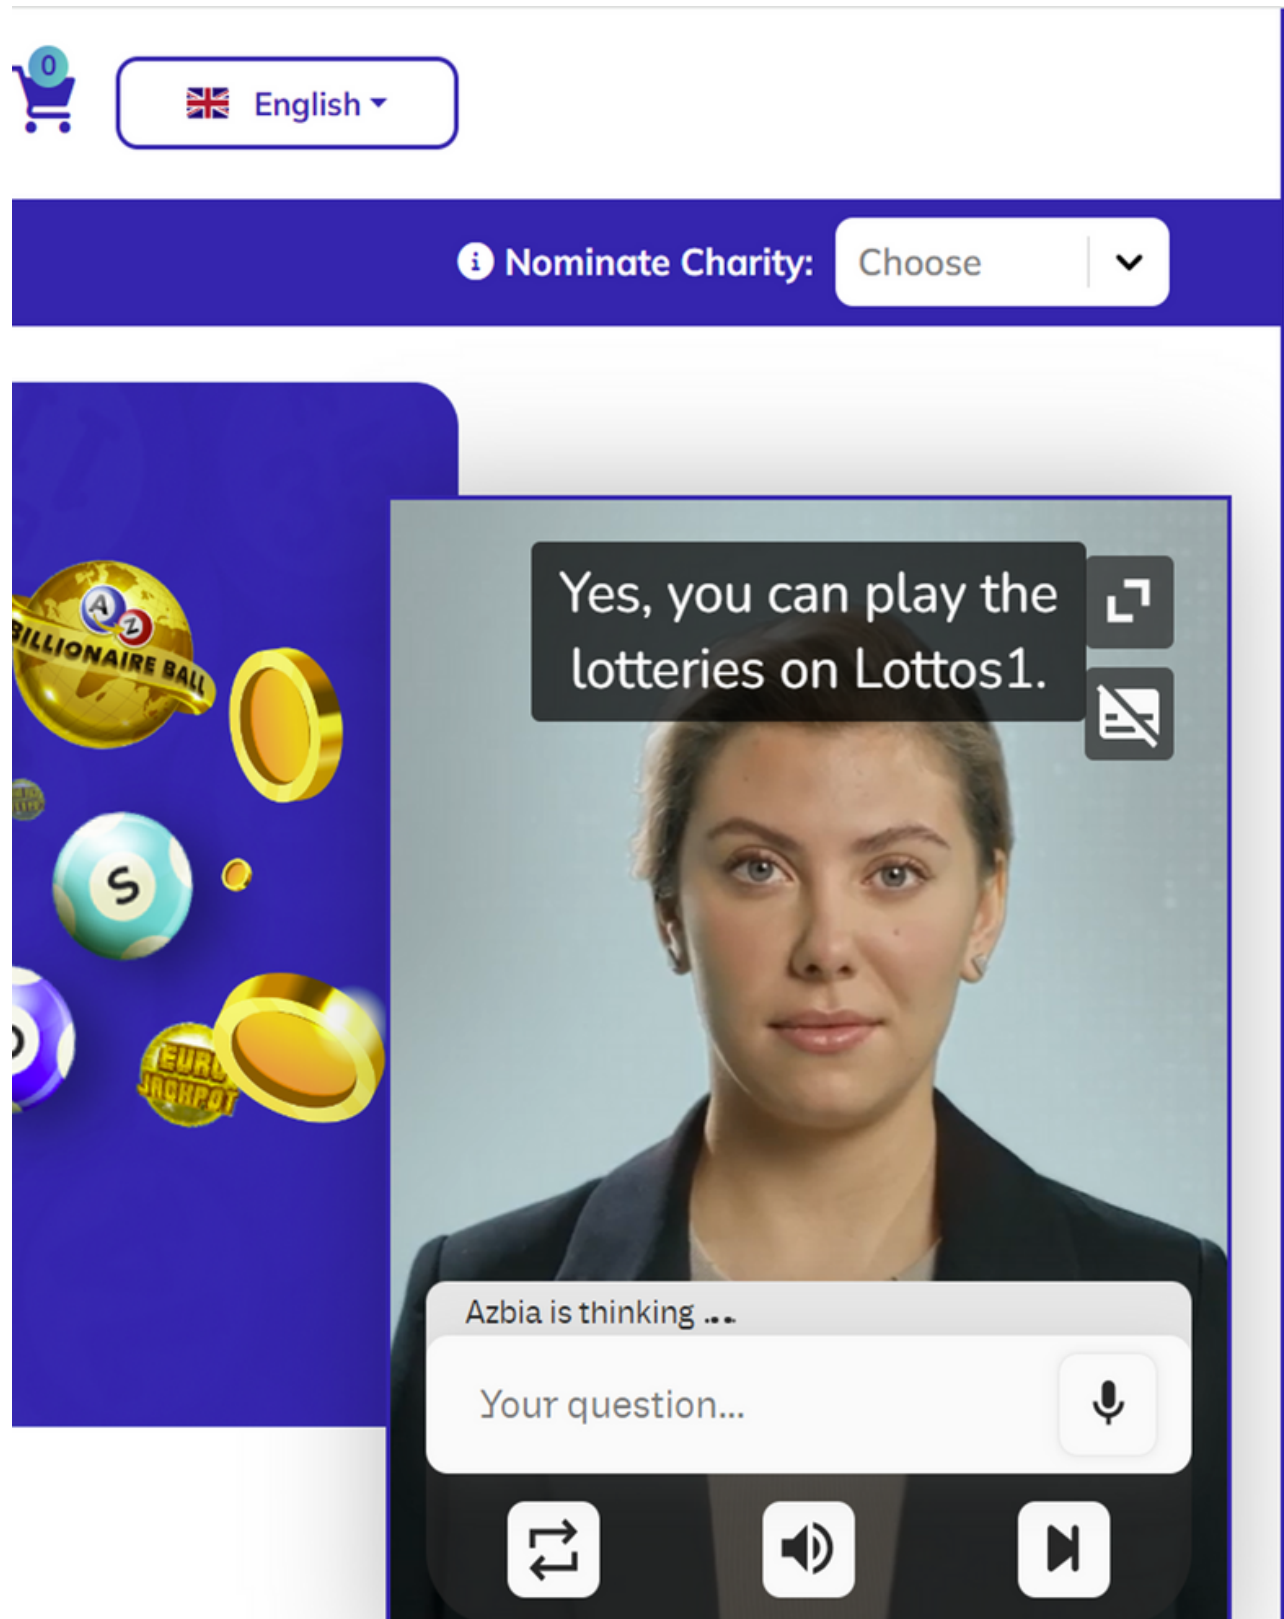 0
English
Nominate Charity:
Choose
Yes, you can play the
lotteries on Lottos1.
A
Z
BILLIONAIRE BALL
S
EURO
JACKPOT
Azbia is thinking ...
Your question...